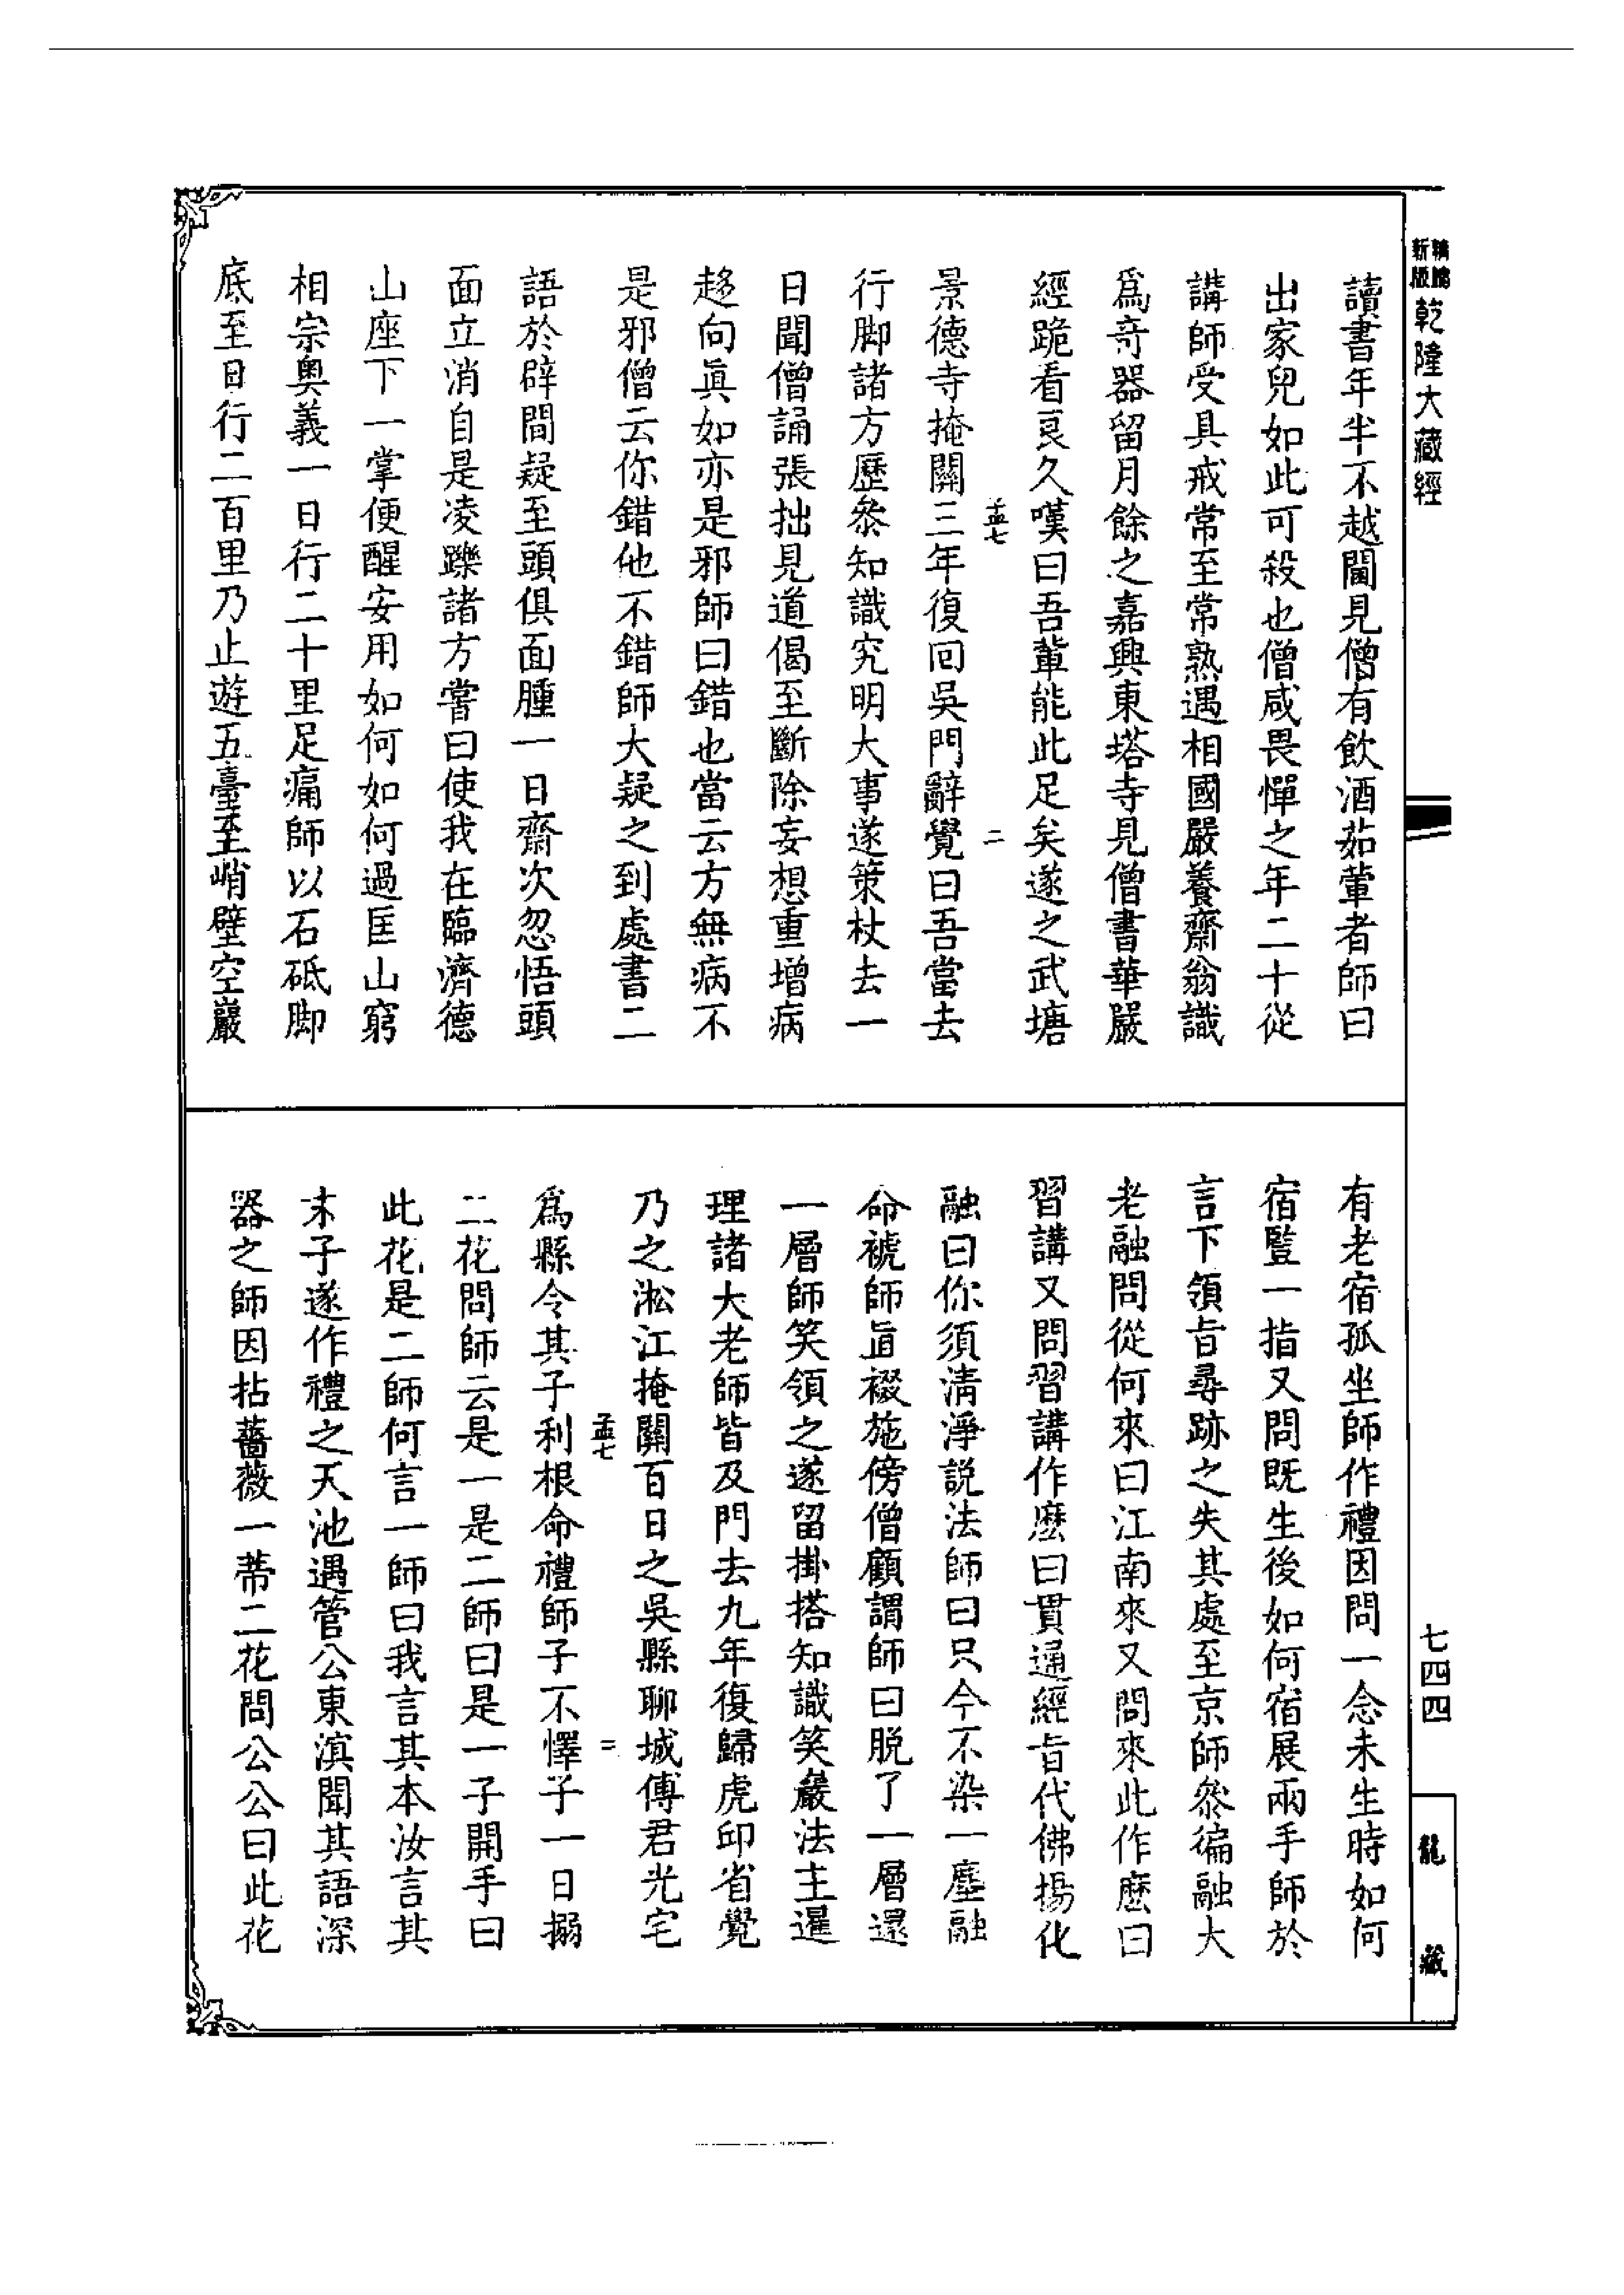 新版
精縮
乾隆大藏經
讀書年半不越閫見僧有飲酒茹葷者師曰
出家兒如此可殺也僧咸畏憚之年二十從
講師受具戒常至常熟遇相國嚴養齋翁識
爲奇器留月餘之嘉興東塔寺見僧書華嚴
經跪看良久嘆曰吾輩能此足矣遂之武塘
孟七
二
景德寺掩關三年復回吳門辭覺曰吾當去
行脚諸方歷叅知識究明大事遂策杖去一
日聞僧誦張拙見道偈至斷除妄想重增病
趍向眞如亦是邪師曰錯也當云方無病不
是邪僧云你錯他不錯師大疑之到處書二
語於辟間疑至頭俱面腫一日齋次忽悟頭
面立消自是凌躒諸方嘗曰使我在臨濟德
山座下一掌便醒安用如何如何過匡山窮
相宗奧義一日行二十里足痛師以石砥脚
底至日行二百里乃止遊五臺至峭壁空巖
有老宿孤坐師作禮因問一念未生時如何
宿豎一指又問既生後如何宿展兩手師於
言下領旨尋跡之失其處至京師叅徧融大
老融問從何來曰江南來又問來此作麽曰
習講又問習講作麽曰貫通經旨代佛揚化
融曰你須清淨說法師曰只今不染一塵融
命褫師直裰施傍僧顧謂師曰脫了一層還
一層師笑領之遂留掛搭知識笑巖法主暹
理諸大老師皆及門去九年復歸虎印省覺
乃之淞江掩關百日之吳縣聊城傅君光宅
孟七
二
爲縣令其子利根命禮師子不懌子一日搦
二花問師云是一是二師曰是一子開手曰
此花是二師何言一師曰我言其本汝言其
末子遂作禮之天池遇管公東溟聞其語深
器之師因拈薔薇一蔕二花問公公曰此花
七四四
龍藏